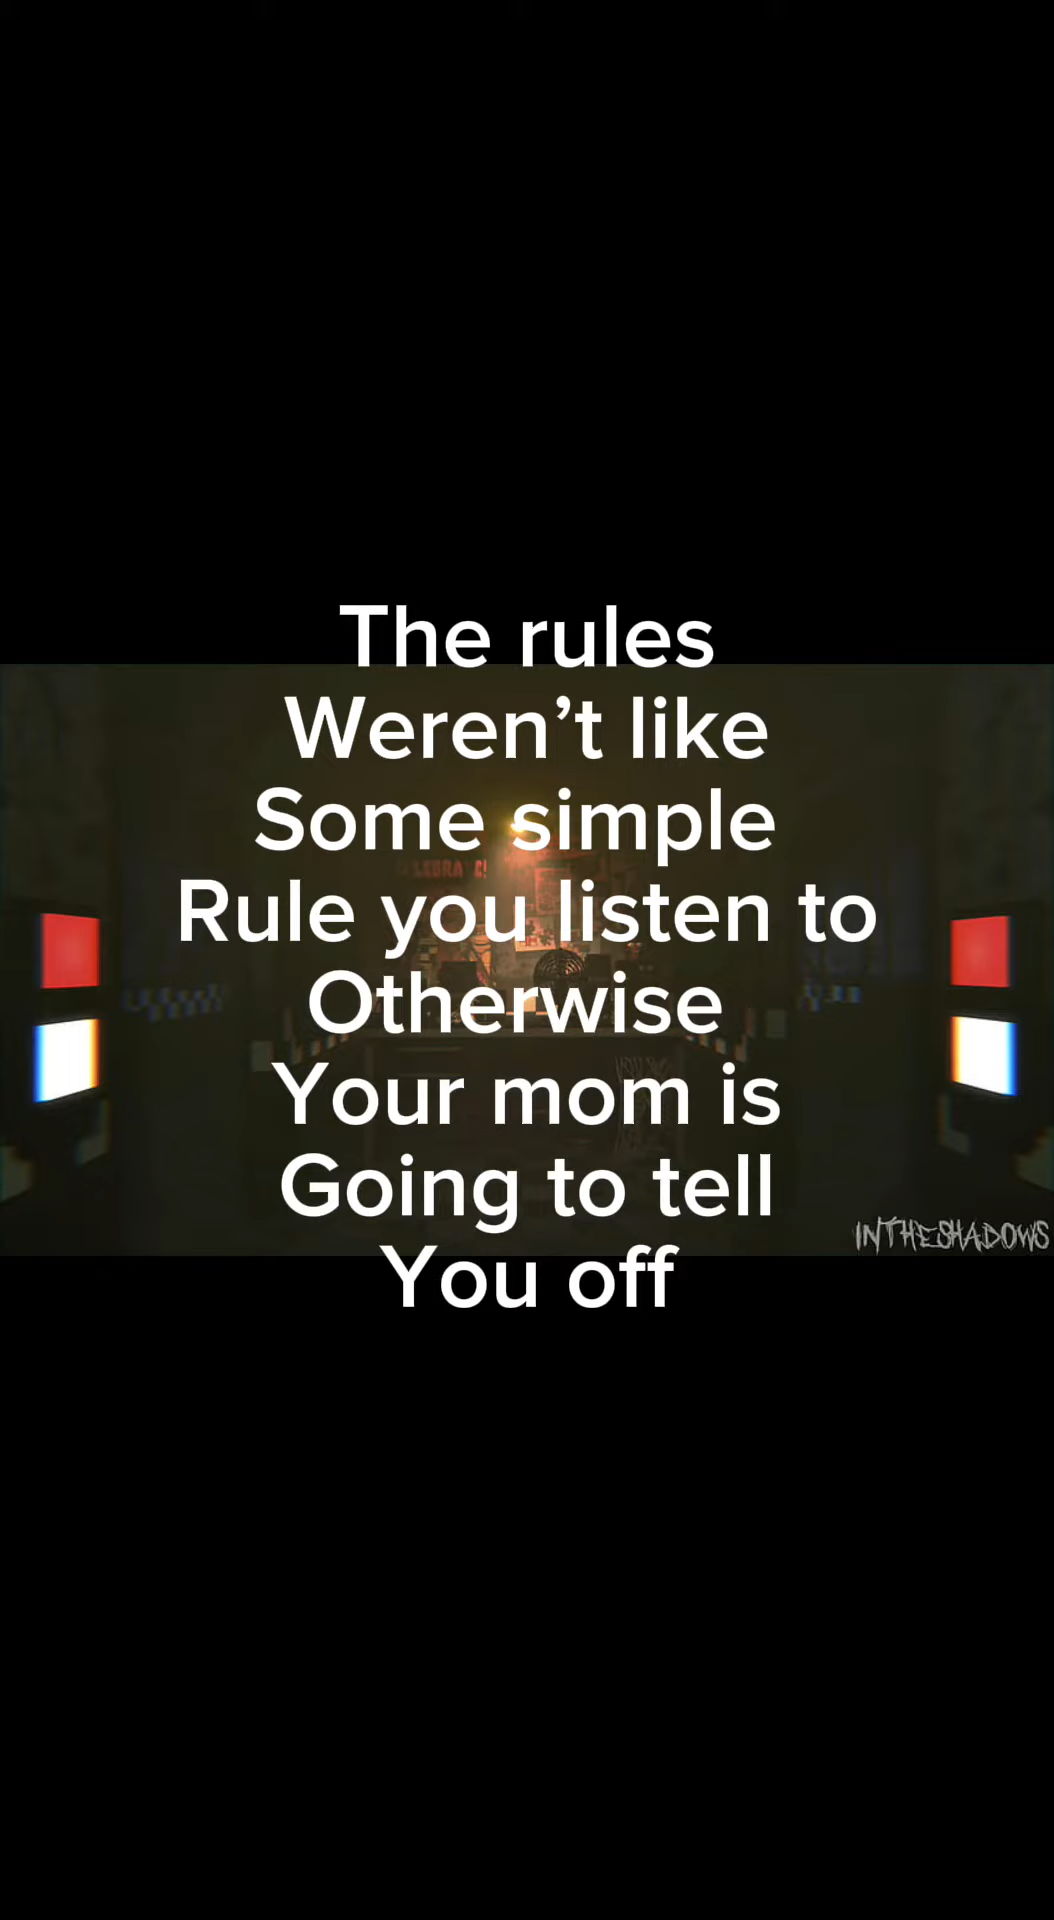 The rules
Weren’t like
Some simple
Rule you listen to
Otherwise
Your mom is
Going to tell
You off
INTHESHADOWS